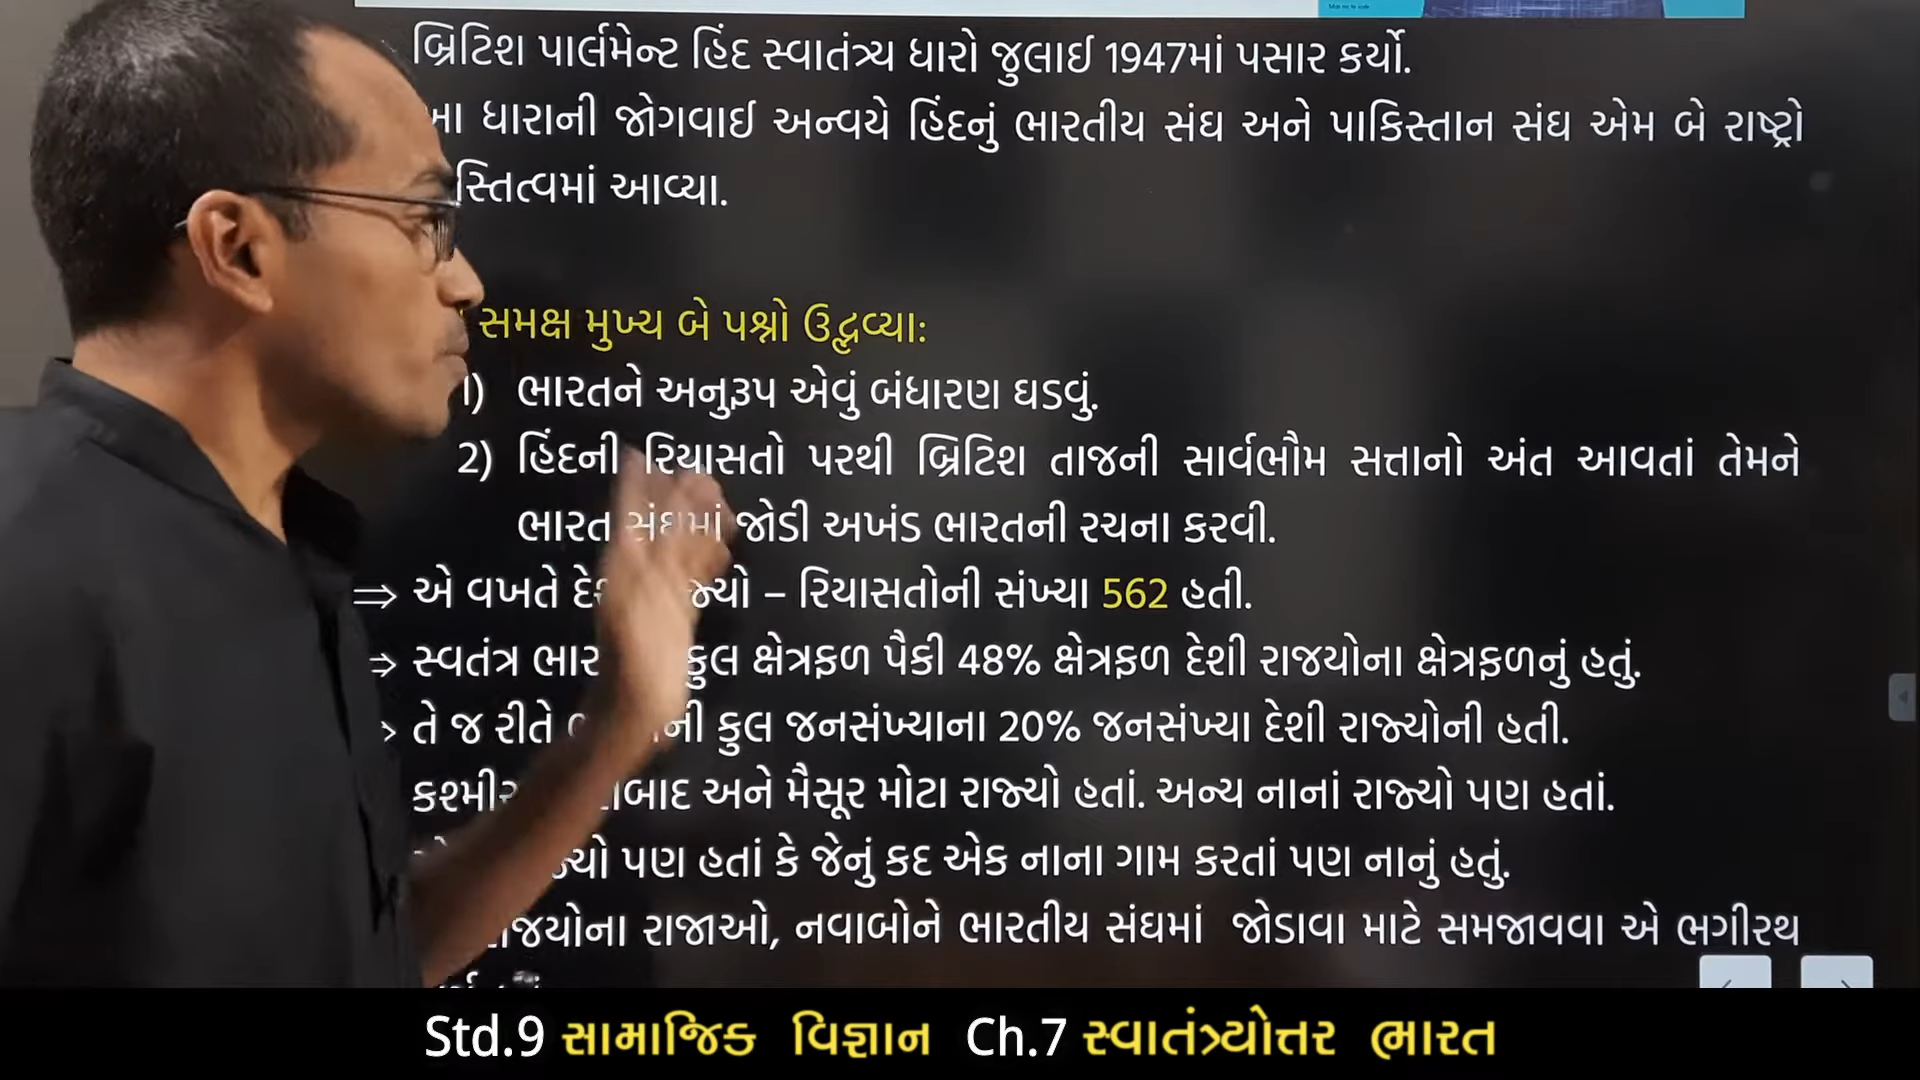 બ્રિટિશ પાર્લમેન્ટ હિંદ સ્વાતંત્ર્ય ધારો જુલાઈ 1947માં પસાર કર્યો.
ધારાની જોગવાઈ અન્વયે હિંદનું ભારતીય સંઘ અને પાકિસ્તાન સંઘ એમ બે રાષ્ટ્રો
સ્તિત્વમાં આવ્યા.
સમક્ષ મુખ્ય બે પશ્નો ઉદ્ભવ્યા:
1) ભારતને અનુરૂપ એવું બંધારણ ઘડવું.
2) હિંદની રિયાસતો પરથી બ્રિટિશ તાજની સાર્વભૌમ સત્તાનો અંત આવતાં તેમને
ભારત સંઘમાં જોડી અખંડ ભારતની રચના કરવી.
⇒ એ વખતે – રિયાસતોની સંખ્યા 562 હતી.
⇒ સ્વતંત્ર કુલ ક્ષેત્રફળ પૈકી 48% ક્ષેત્રફળ દેશી રાજયોના ક્ષેત્રફળનું હતું.
તે જ રીતે કુલ જનસંખ્યાના 20% જનસંખ્યા દેશી રાજ્યોની હતી.
અને મૈસૂર મોટા રાજ્યો હતાં. અન્ય નાનાં રાજ્યો પણ હતાં.
પણ હતાં કે જેનું કદ એક નાના ગામ કરતાં પણ નાનું હતું.
રાજાઓ, નવાબોને ભારતીય સંઘમાં જોડાવા માટે સમજાવવા એ ભગીરથ
Std.9 સામાજિક વિજ્ઞાન Ch.7 સ્વાતંત્ર્યોત્તર ભારત